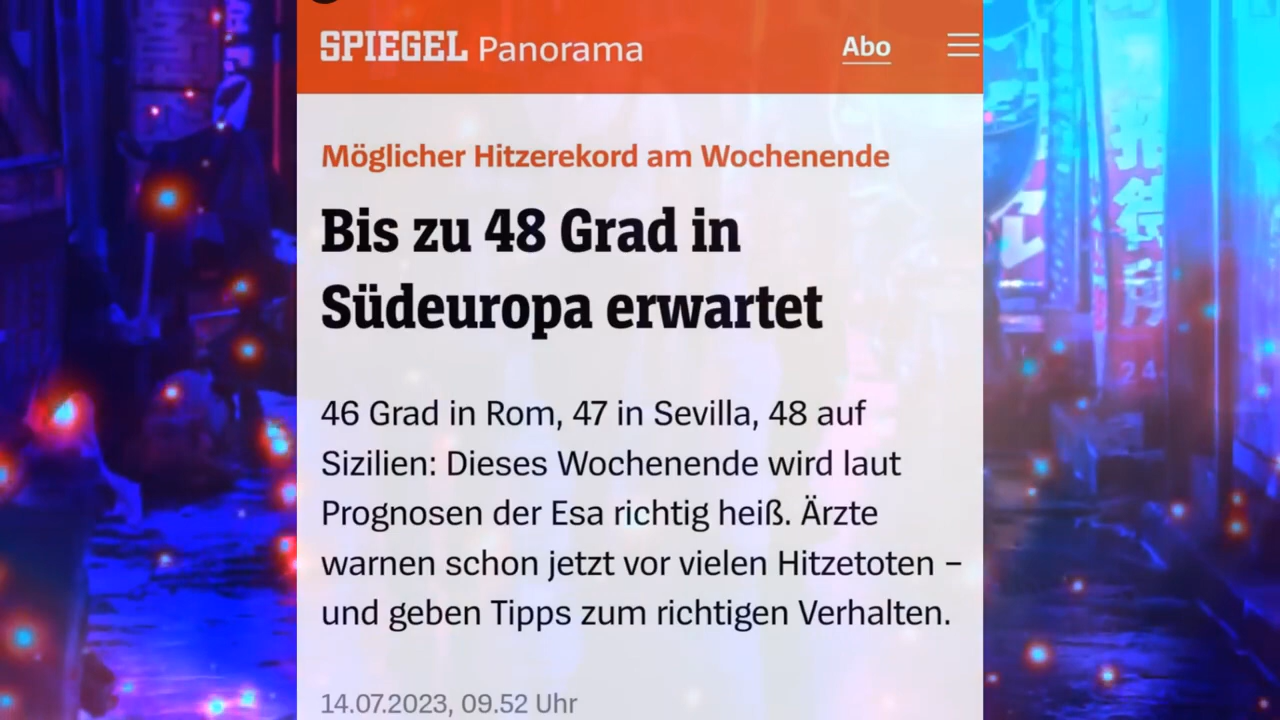 SPIEGEL Panorama
Abo
Möglicher Hitzerekord am Wochenende
Bis zu 48 Grad in
Südeuropa erwartet
46 Grad in Rom, 47 in Sevilla, 48 auf
Sizilien: Dieses Wochenende wird laut
Prognosen der Esa richtig heiß. Ärzte
warnen schon jetzt vor vielen Hitzetoten –
und geben Tipps zum richtigen Verhalten.
14.07.2023, 09.52 Uhr
24